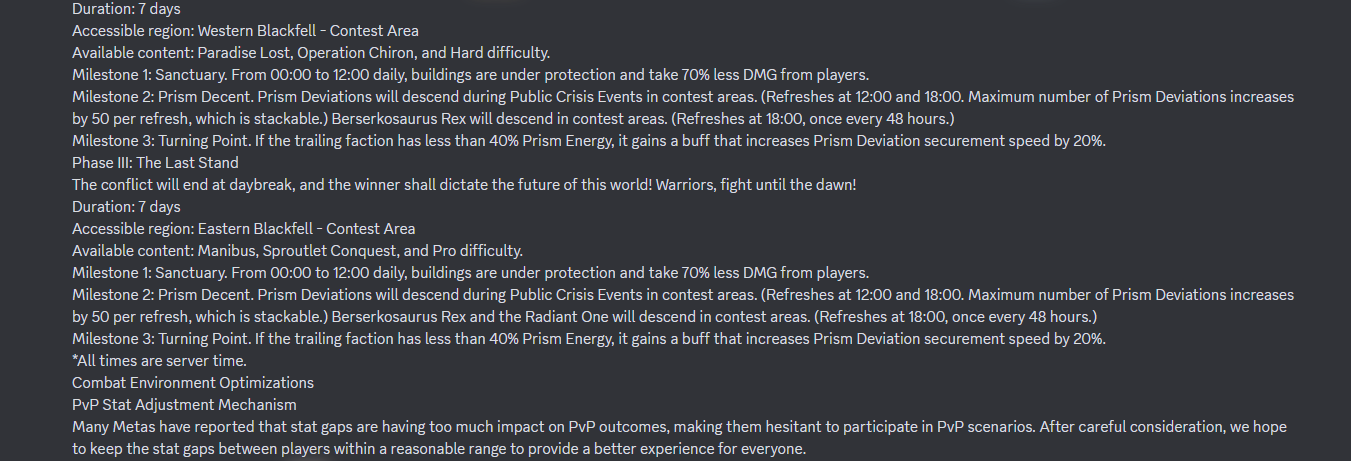 Duration: 7 days
Accessible region: Western Blackfell - Contest Area
Available content: Paradise Lost, Operation Chiron, and Hard difficulty.
Milestone 1: Sanctuary. From 00:00 to 12:00 daily, buildings are under protection and take 70% less DMG from players.
Milestone 2: Prism Decent. Prism Deviations will descend during Public Crisis Events in contest areas. (Refreshes at 12:00 and 18:00. Maximum number of Prism Deviations increases
by 50 per refresh, which is stackable.) Berserkosaurus Rex will descend in contest areas. (Refreshes at 18:00, once every 48 hours.)
Milestone 3: Turning Point. If the trailing faction has less than 40% Prism Energy, it gains a buff that increases Prism Deviation securement speed by 20%.
Phase III: The Last Stand
The conflict will end at daybreak, and the winner shall dictate the future of this world! Warriors, fight until the dawn!
Duration: 7 days
Accessible region: Eastern Blackfell - Contest Area
Available content: Manibus, Sproutlet Conquest, and Pro difficulty.
Milestone 1: Sanctuary. From 00:00 to 12:00 daily, buildings are under protection and take 70% less DMG from players.
Milestone 2: Prism Decent. Prism Deviations will descend during Public Crisis Events in contest areas. (Refreshes at 12:00 and 18:00. Maximum number of Prism Deviations increases
by 50 per refresh, which is stackable.) Berserkosaurus Rex and the Radiant One will descend in contest areas. (Refreshes at 18:00, once every 48 hours.)
Milestone 3: Turning Point. If the trailing faction has less than 40% Prism Energy, it gains a buff that increases Prism Deviation securement speed by 20%.
*All times are server time.
Combat Environment Optimizations
PvP Stat Adjustment Mechanism
Many Metas have reported that stat gaps are having too much impact on PvP outcomes, making them hesitant to participate in PvP scenarios. After careful consideration, we hope
to keep the stat gaps between players within a reasonable range to provide a better experience for everyone.